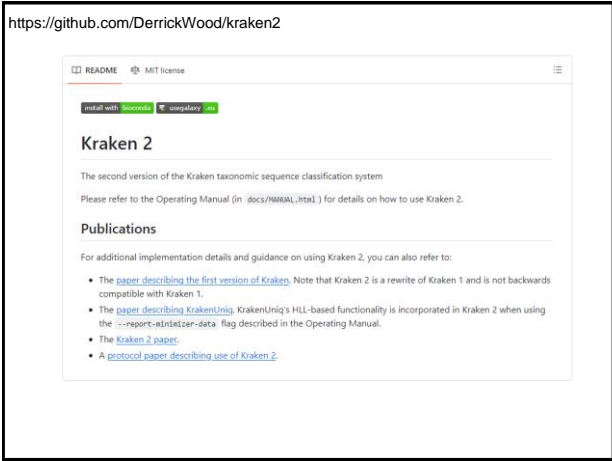 https://github.com/DerrickWood/kraken2
README MIT license
install with bioconda usegalaxy .eu
Kraken 2
The second version of the Kraken taxonomic sequence classification system
Please refer to the Operating Manual (in docs/MANUAL.html ) for details on how to use Kraken 2.
Publications
For additional implementation details and guidance on using Kraken 2, you can also refer to:
• The paper describing the first version of Kraken. Note that Kraken 2 is a rewrite of Kraken 1 and is not backwards
compatible with Kraken 1.
• The paper describing KrakenUniq. KrakenUniq's HLL-based functionality is incorporated in Kraken 2 when using
the --report-minimizer-data flag described in the Operating Manual.
• The Kraken 2 paper.
• A protocol paper describing use of Kraken 2.